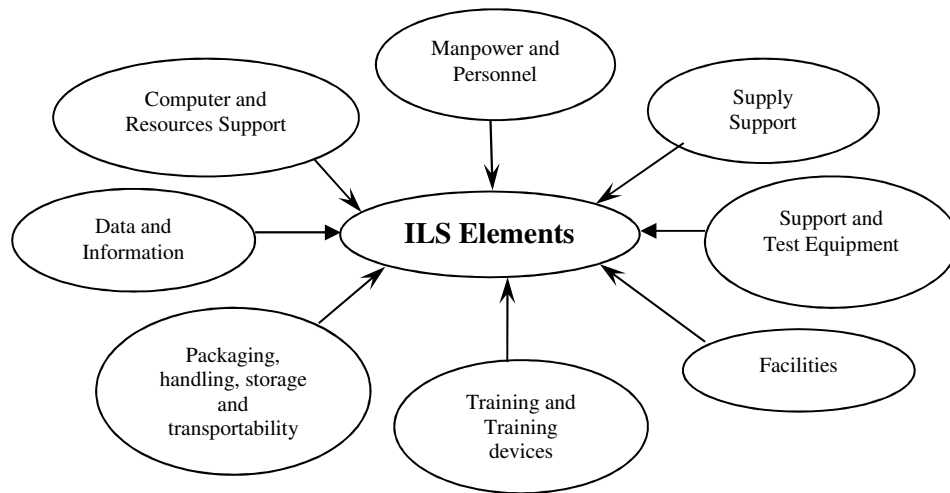 Manpower and
Personnel
Computer and
Resources Support
Supply
Support
Data and
Information
ILS Elements
Support and
Test Equipment
Packaging,
handling, storage
and
transportability
Training and
Training
devices
Facilities